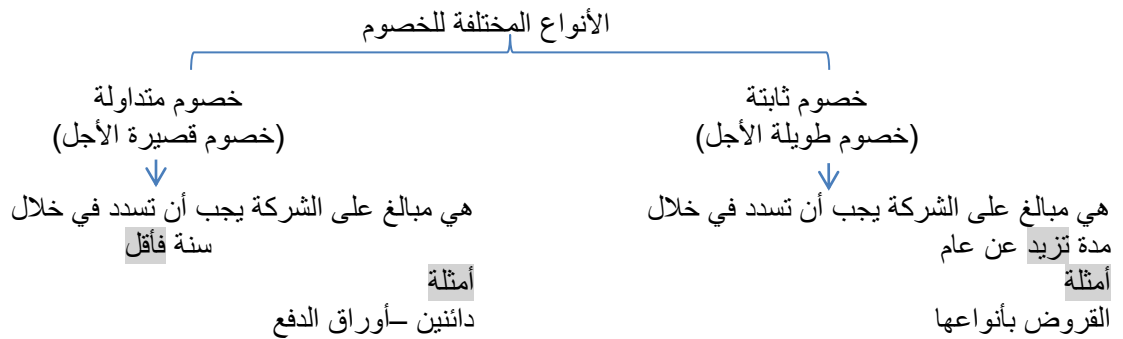 الأنواع المختلفة للخصوم
خصوم ثابتة
(خصوم طويلة الأجل)
هي مبالغ على الشركة يجب أن تسدد في خلال
مدة تزيد عن عام
أمثلة
القروض بأنواعها
خصوم متداولة
(خصوم قصيرة الأجل)
هي مبالغ على الشركة يجب أن تسدد في خلال
سنة فأقل
أمثلة
دائنين –أوراق الدفع